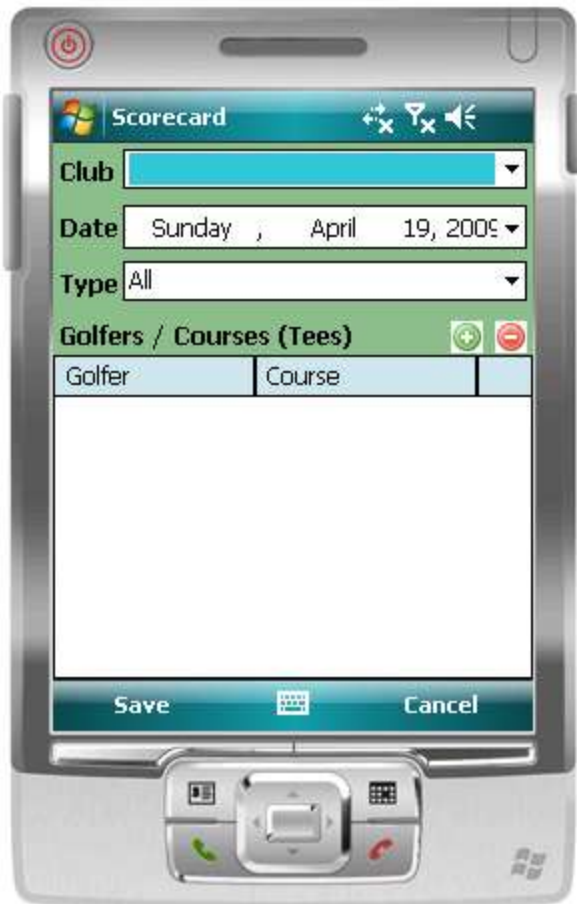 Scorecard
Club
Date Sunday , April 19, 2009
Type All
Golfers / Courses (Tees)
Golfer Course
Save Cancel